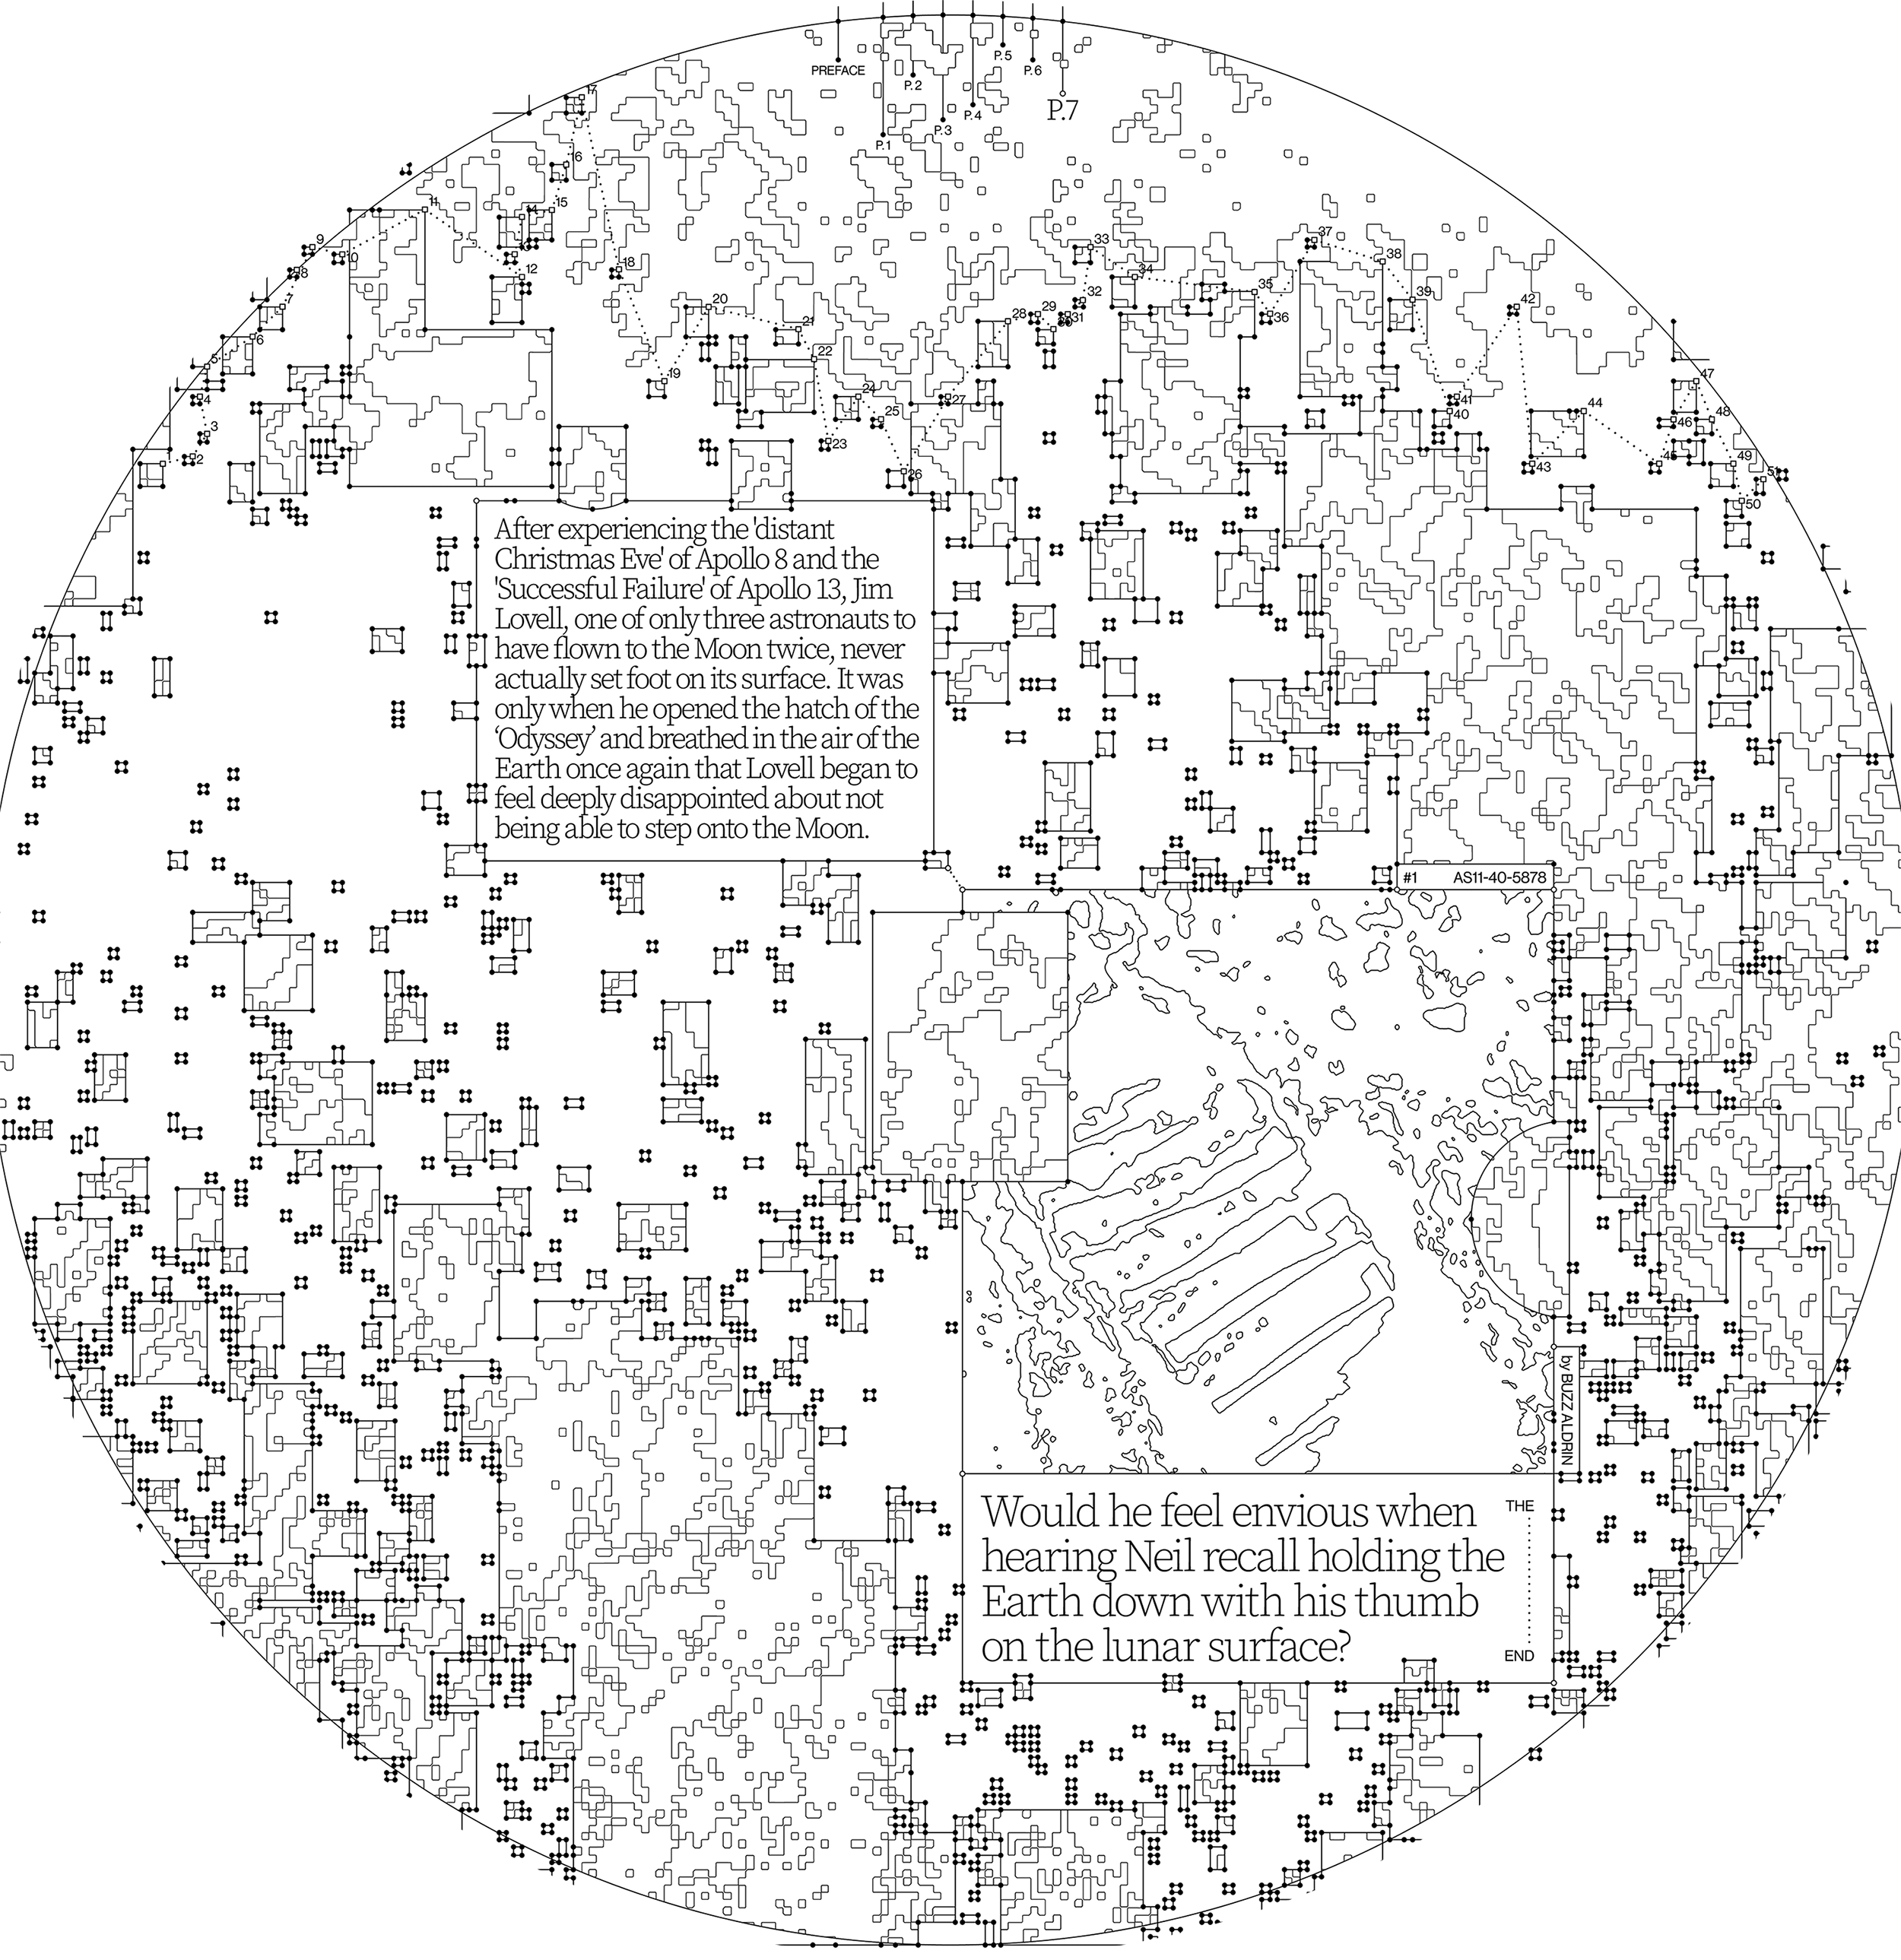 PREFACE
P.1
P.2
P.3
P.4
P.5
P.6
P.7
1
2
3
4
5
6
7
8
9
10
11
12
14
15
16
17
18
19
20
21
22
23
24
25
26
27
28
29
31
32
33
34
35
36
37
38
39
40
41
42
43
44
45
46
47
48
49
50
51
After experiencing the 'distant
Christmas Eve' of Apollo 8 and the
'Successful Failure' of Apollo 13, Jim
Lovell, one of only three astronauts to
have flown to the Moon twice, never
actually set foot on its surface. It was
only when he opened the hatch of the
‘Odyssey’ and breathed in the air of the
Earth once again that Lovell began to
feel deeply disappointed about not
being able to step onto the Moon.
#1 AS11-40-5878
by BUZZ ALDRIN
Would he feel envious when
hearing Neil recall holding the
Earth down with his thumb
on the lunar surface?
THE
END